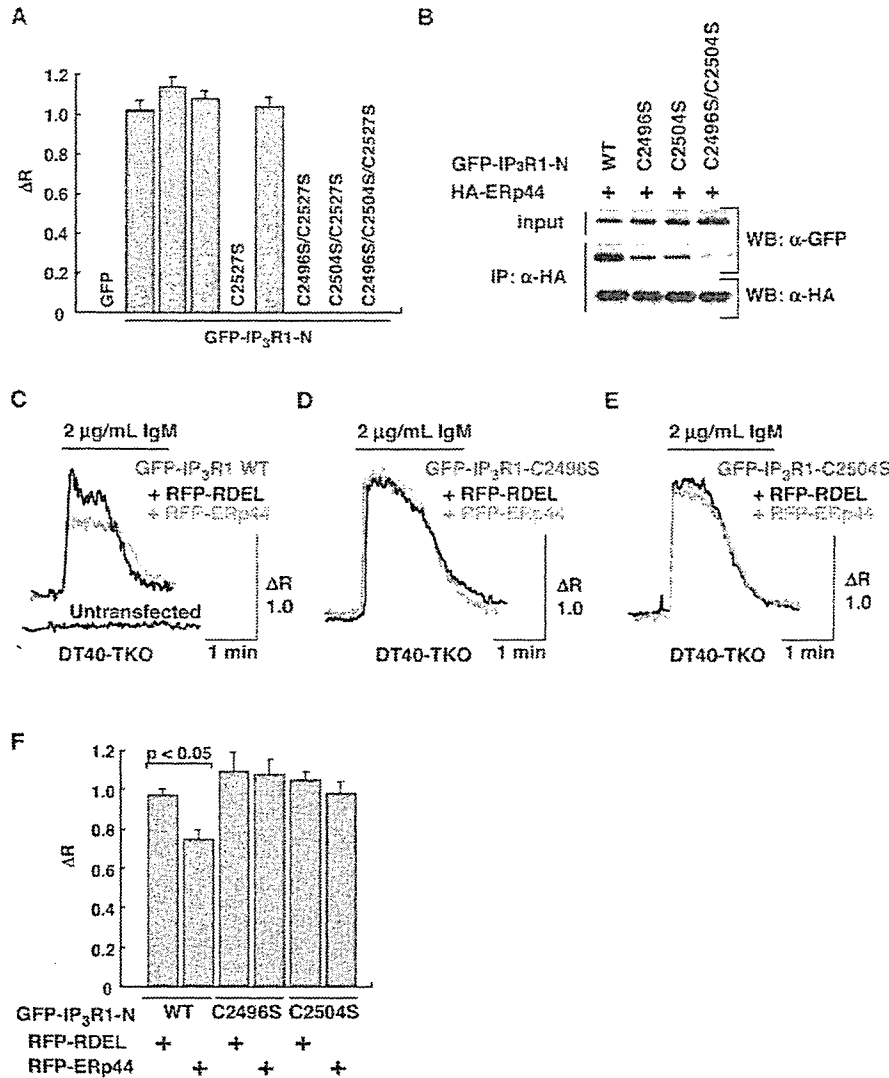 A
1.2
1.0
0.8
0.6
0.4
0.2
0
ΔR
GFP
C2527S
C2496S/C2527S
C2504S/C2527S
C2496S/C2504S/C2527S
GFP-IP₃R1-N
B
WT
C2496S
C2504S
C2496S/C2504S
GFP-IP₃R1-N
HA-ERp44 + + + +
input
IP: α-HA
WB: α-GFP
WB: α-HA
C
2 μg/mL IgM
GFP-IP₃R1 WT
+ RFP-RDEL
+ RFP-ERp44
Untransfected
ΔR
1.0
1 min
DT40-TKO
D
2 μg/mL IgM
GFP-IP₃R1-C2496S
+ RFP-RDEL
+ RFP-ERp44
ΔR
1.0
1 min
DT40-TKO
E
2 μg/mL IgM
GFP-IP₃R1-C2504S
+ RFP-RDEL
+ RFP-ERp44
ΔR
1.0
1 min
DT40-TKO
F
1.2
1.0
0.8
0.6
0.4
0.2
0
ΔR
p < 0.05
GFP-IP₃R1-N WT C2496S C2504S
RFP-RDEL + + +
RFP-ERp44 + + +